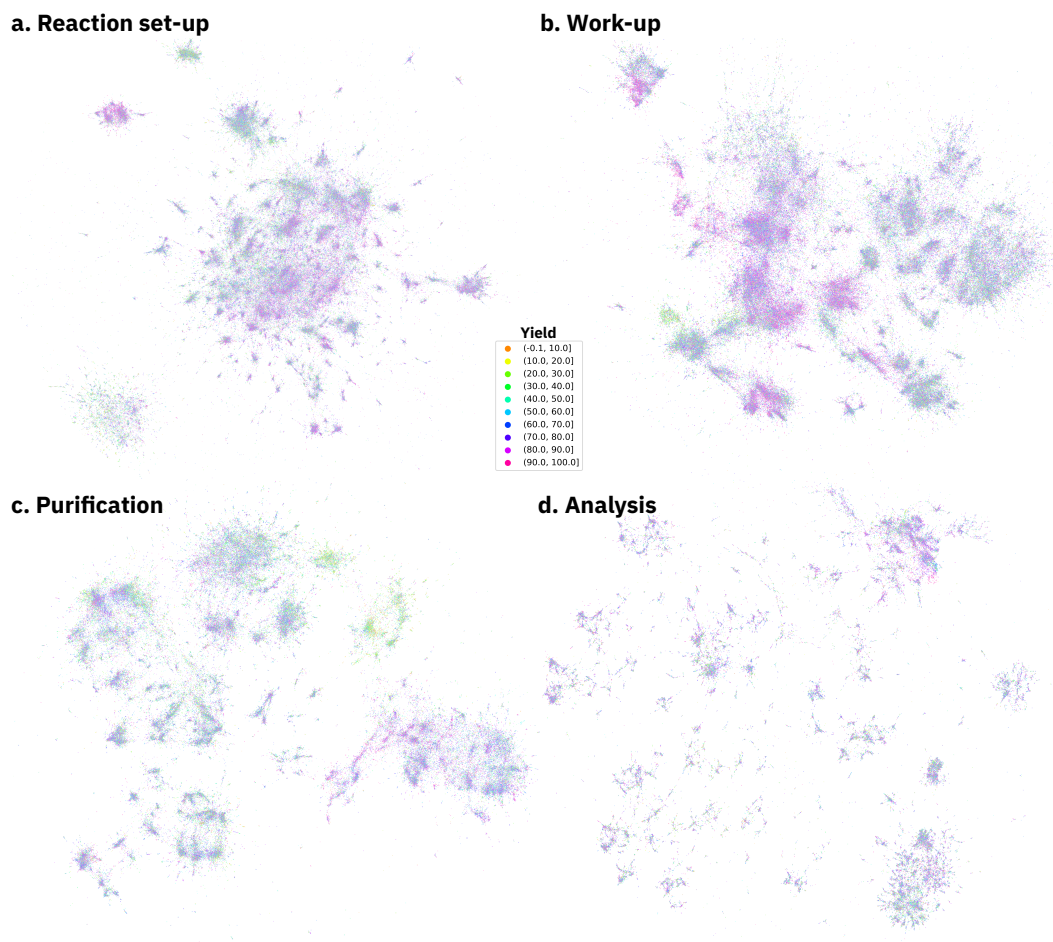 a. Reaction set-up
b. Work-up
Yield
(-0.1, 10.0]
(10.0, 20.0]
(20.0, 30.0]
(30.0, 40.0]
(40.0, 50.0]
(50.0, 60.0]
(60.0, 70.0]
(70.0, 80.0]
(80.0, 90.0]
(90.0, 100.0]
c. Purification
d. Analysis